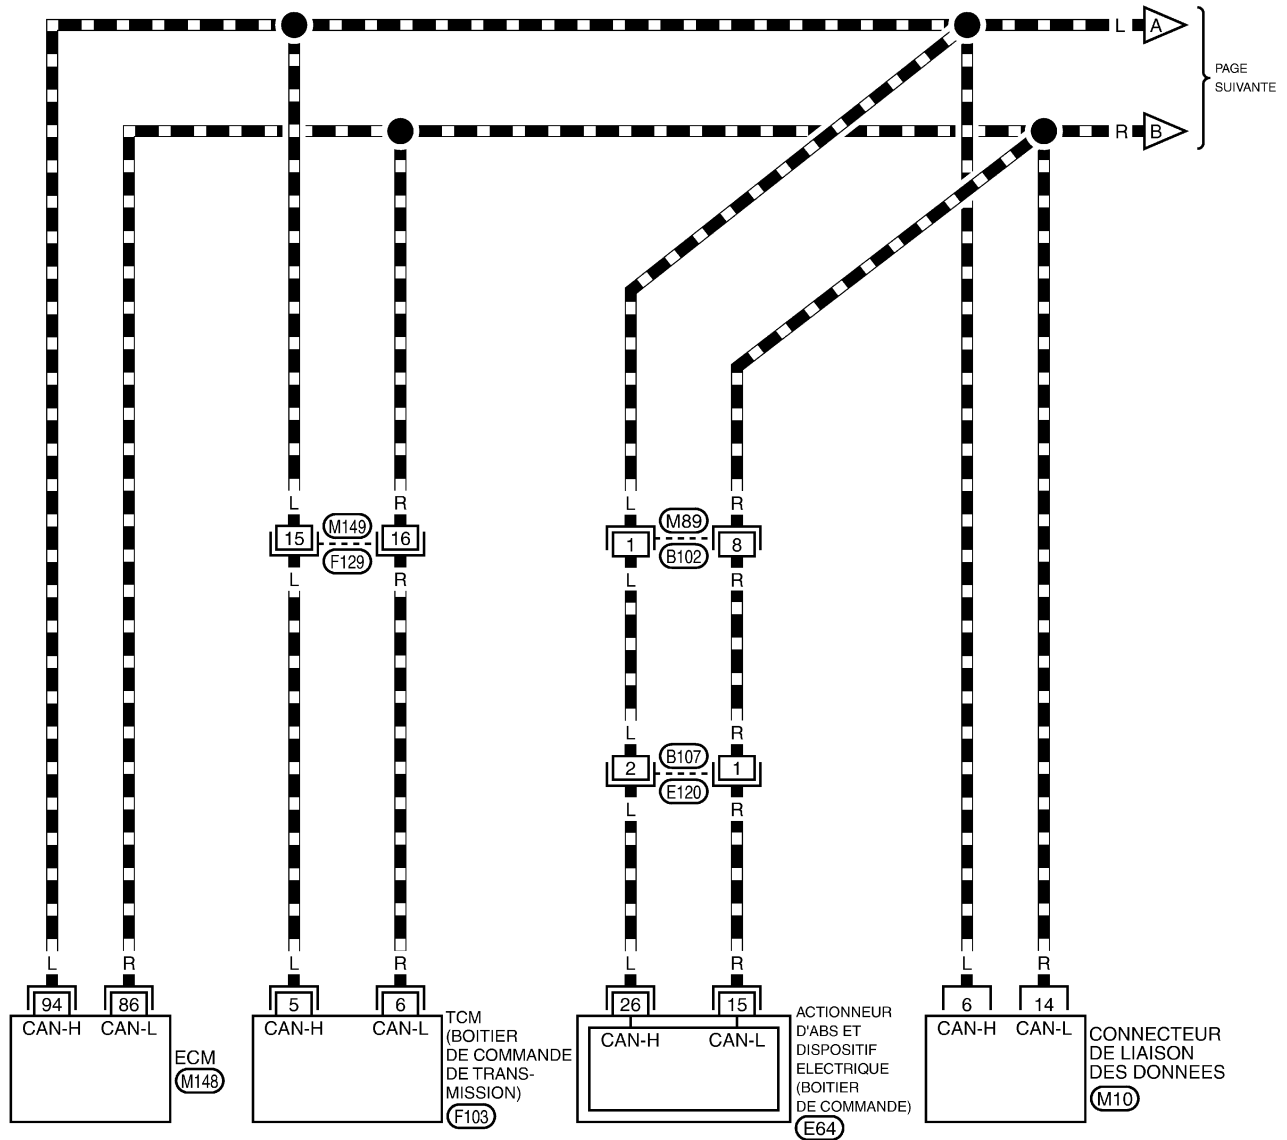 L A
PAGE
SUIVANTE
R B
L R L R
15 M149 16 1 M89 8
F129 B102
L R L R
L R
2 B107 1
E120
L R
L R L R L R L R
94 86 5 6 26 15 6 14
CAN-H CAN-L CAN-H CAN-L CAN-H CAN-L CAN-H CAN-L
ECM
M148
TCM
(BOITIER
DE COMMANDE
DE TRANS-
MISSION)
F103
ACTIONNEUR
D'ABS ET
DISPOSITIF
ELECTRIQUE
(BOITIER
DE COMMANDE)
E64
CONNECTEUR
DE LIAISON
DES DONNEES
M10